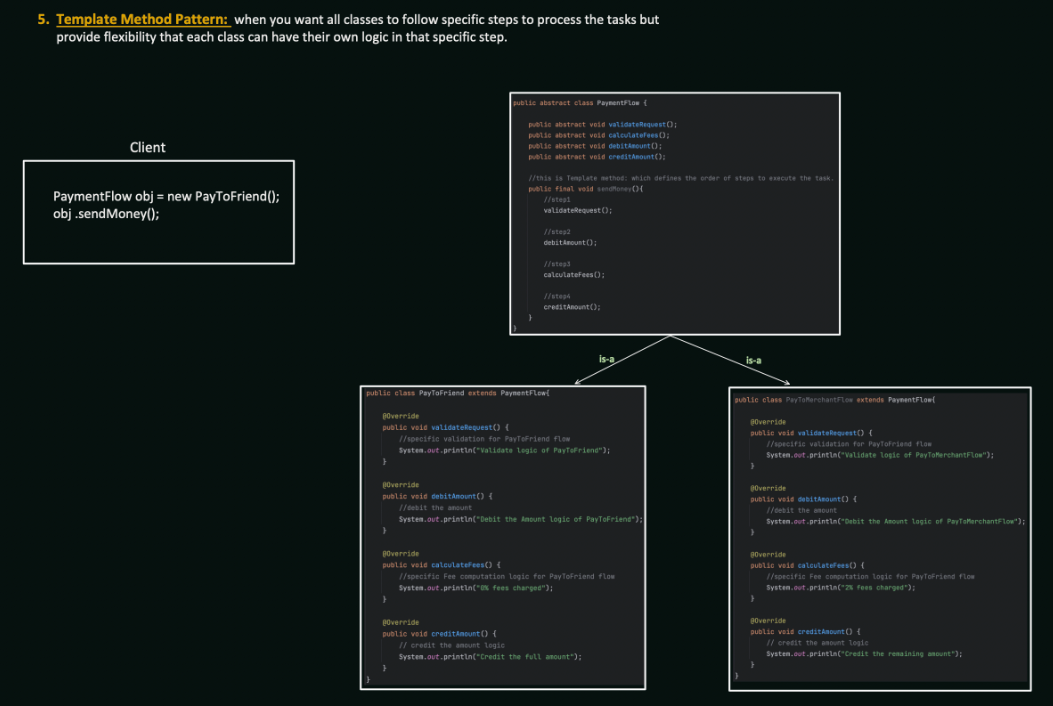 5. Template Method Pattern: when you want all classes to follow specific steps to process the tasks but
provide flexibility that each class can have their own logic in that specific step.
Client
PaymentFlow obj = new PayToFriend();
obj .sendMoney();
public abstract class PaymentFlow {
public abstract void validateRequest();
public abstract void calculateFees();
public abstract void debitAmount();
public abstract void creditAmount();
//this is Template method: which defines the order of steps to execute the task.
public final void sendMoney(){
//step1
validateRequest();
//step2
debitAmount();
//step3
calculateFees();
//step4
creditAmount();
}
}
is-a
is-a
public class PayToFriend extends PaymentFlow{
@Override
public void validateRequest() {
//specific validation for PayToFriend flow
System.out.println("Validate logic of PayToFriend");
}
@Override
public void debitAmount() {
//debit the amount
System.out.println("Debit the Amount logic of PayToFriend");
}
@Override
public void calculateFees() {
//specific Fee computation logic for PayToFriend flow
System.out.println("0% fees charged");
}
@Override
public void creditAmount() {
// credit the amount logic
System.out.println("Credit the full amount");
}
}
public class PayToMerchantFlow extends PaymentFlow{
@Override
public void validateRequest() {
//specific validation for PayToFriend flow
System.out.println("Validate logic of PayToMerchantFlow");
}
@Override
public void debitAmount() {
//debit the amount
System.out.println("Debit the Amount logic of PayToMerchantFlow");
}
@Override
public void calculateFees() {
//specific Fee computation logic for PayToFriend flow
System.out.println("2% fees charged");
}
@Override
public void creditAmount() {
// credit the amount logic
System.out.println("Credit the remaining amount");
}
}